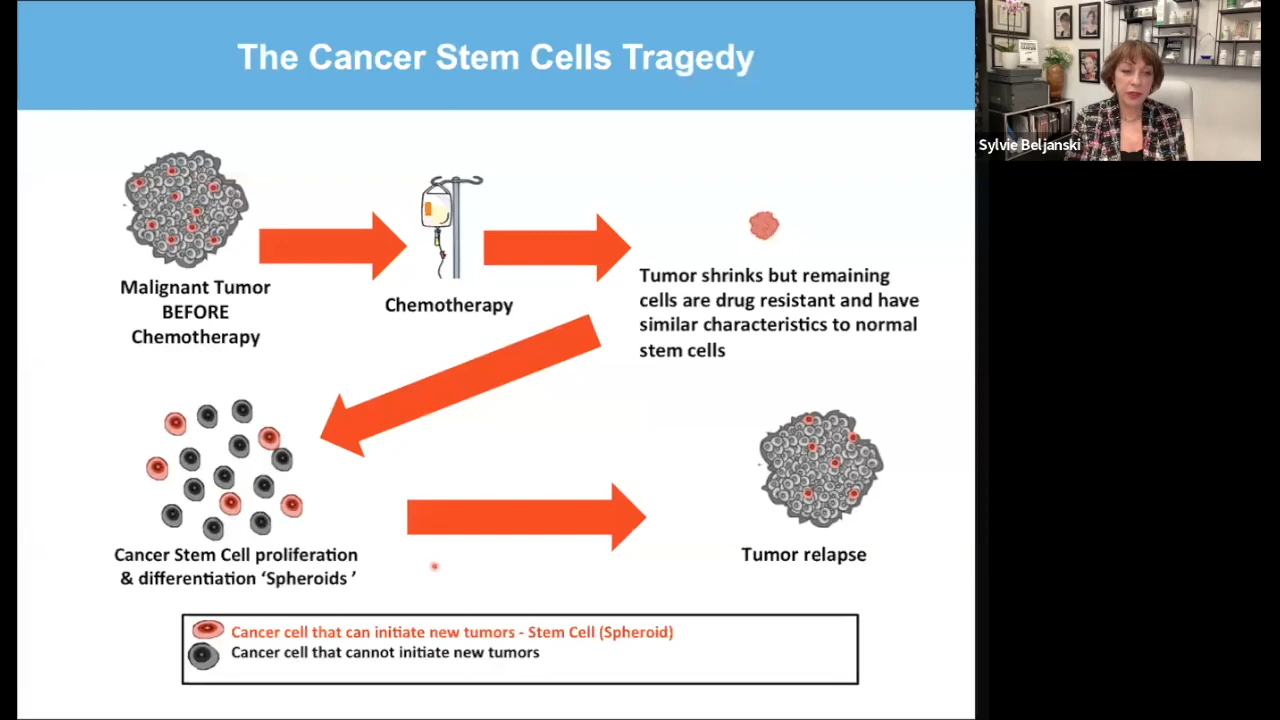 The Cancer Stem Cells Tragedy
Sylvie Beljanski
Malignant Tumor
BEFORE
Chemotherapy
Chemotherapy
Tumor shrinks but remaining
cells are drug resistant and have
similar characteristics to normal
stem cells
Cancer Stem Cell proliferation
& differentiation ‘Spheroids ’
Tumor relapse
Cancer cell that can initiate new tumors - Stem Cell (Spheroid)
Cancer cell that cannot initiate new tumors